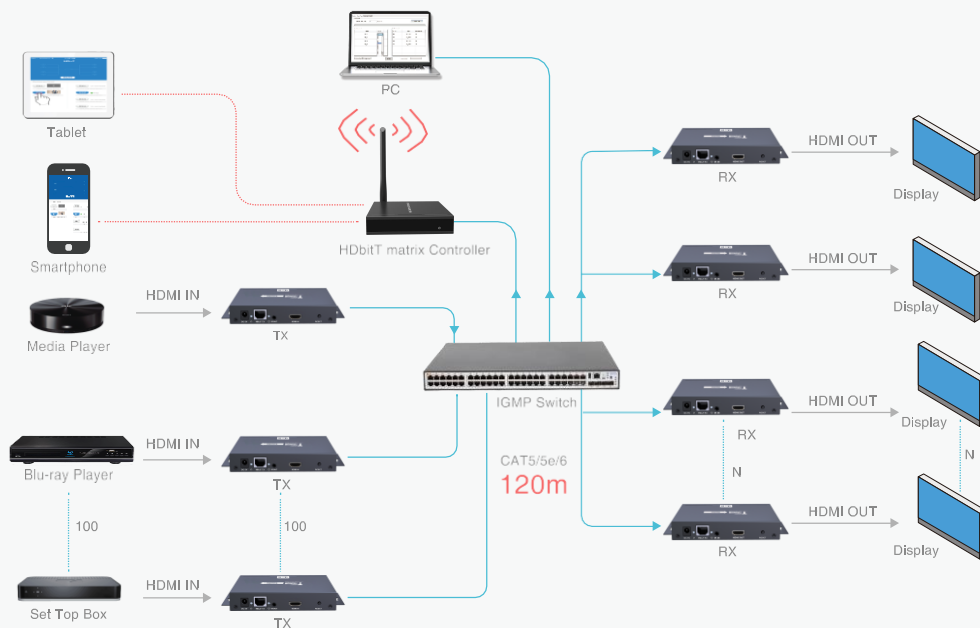 PC
Tablet
HDbitT matrix Controller
Smartphone
HDMI IN
Media Player
TX
IGMP Switch
HDMI OUT
RX
Display
HDMI OUT
RX
Display
HDMI OUT
RX
Display
N
N
HDMI OUT
RX
Display
CAT5/5e/6
120m
HDMI IN
Blu-ray Player
TX
100
100
HDMI IN
Set Top Box
TX